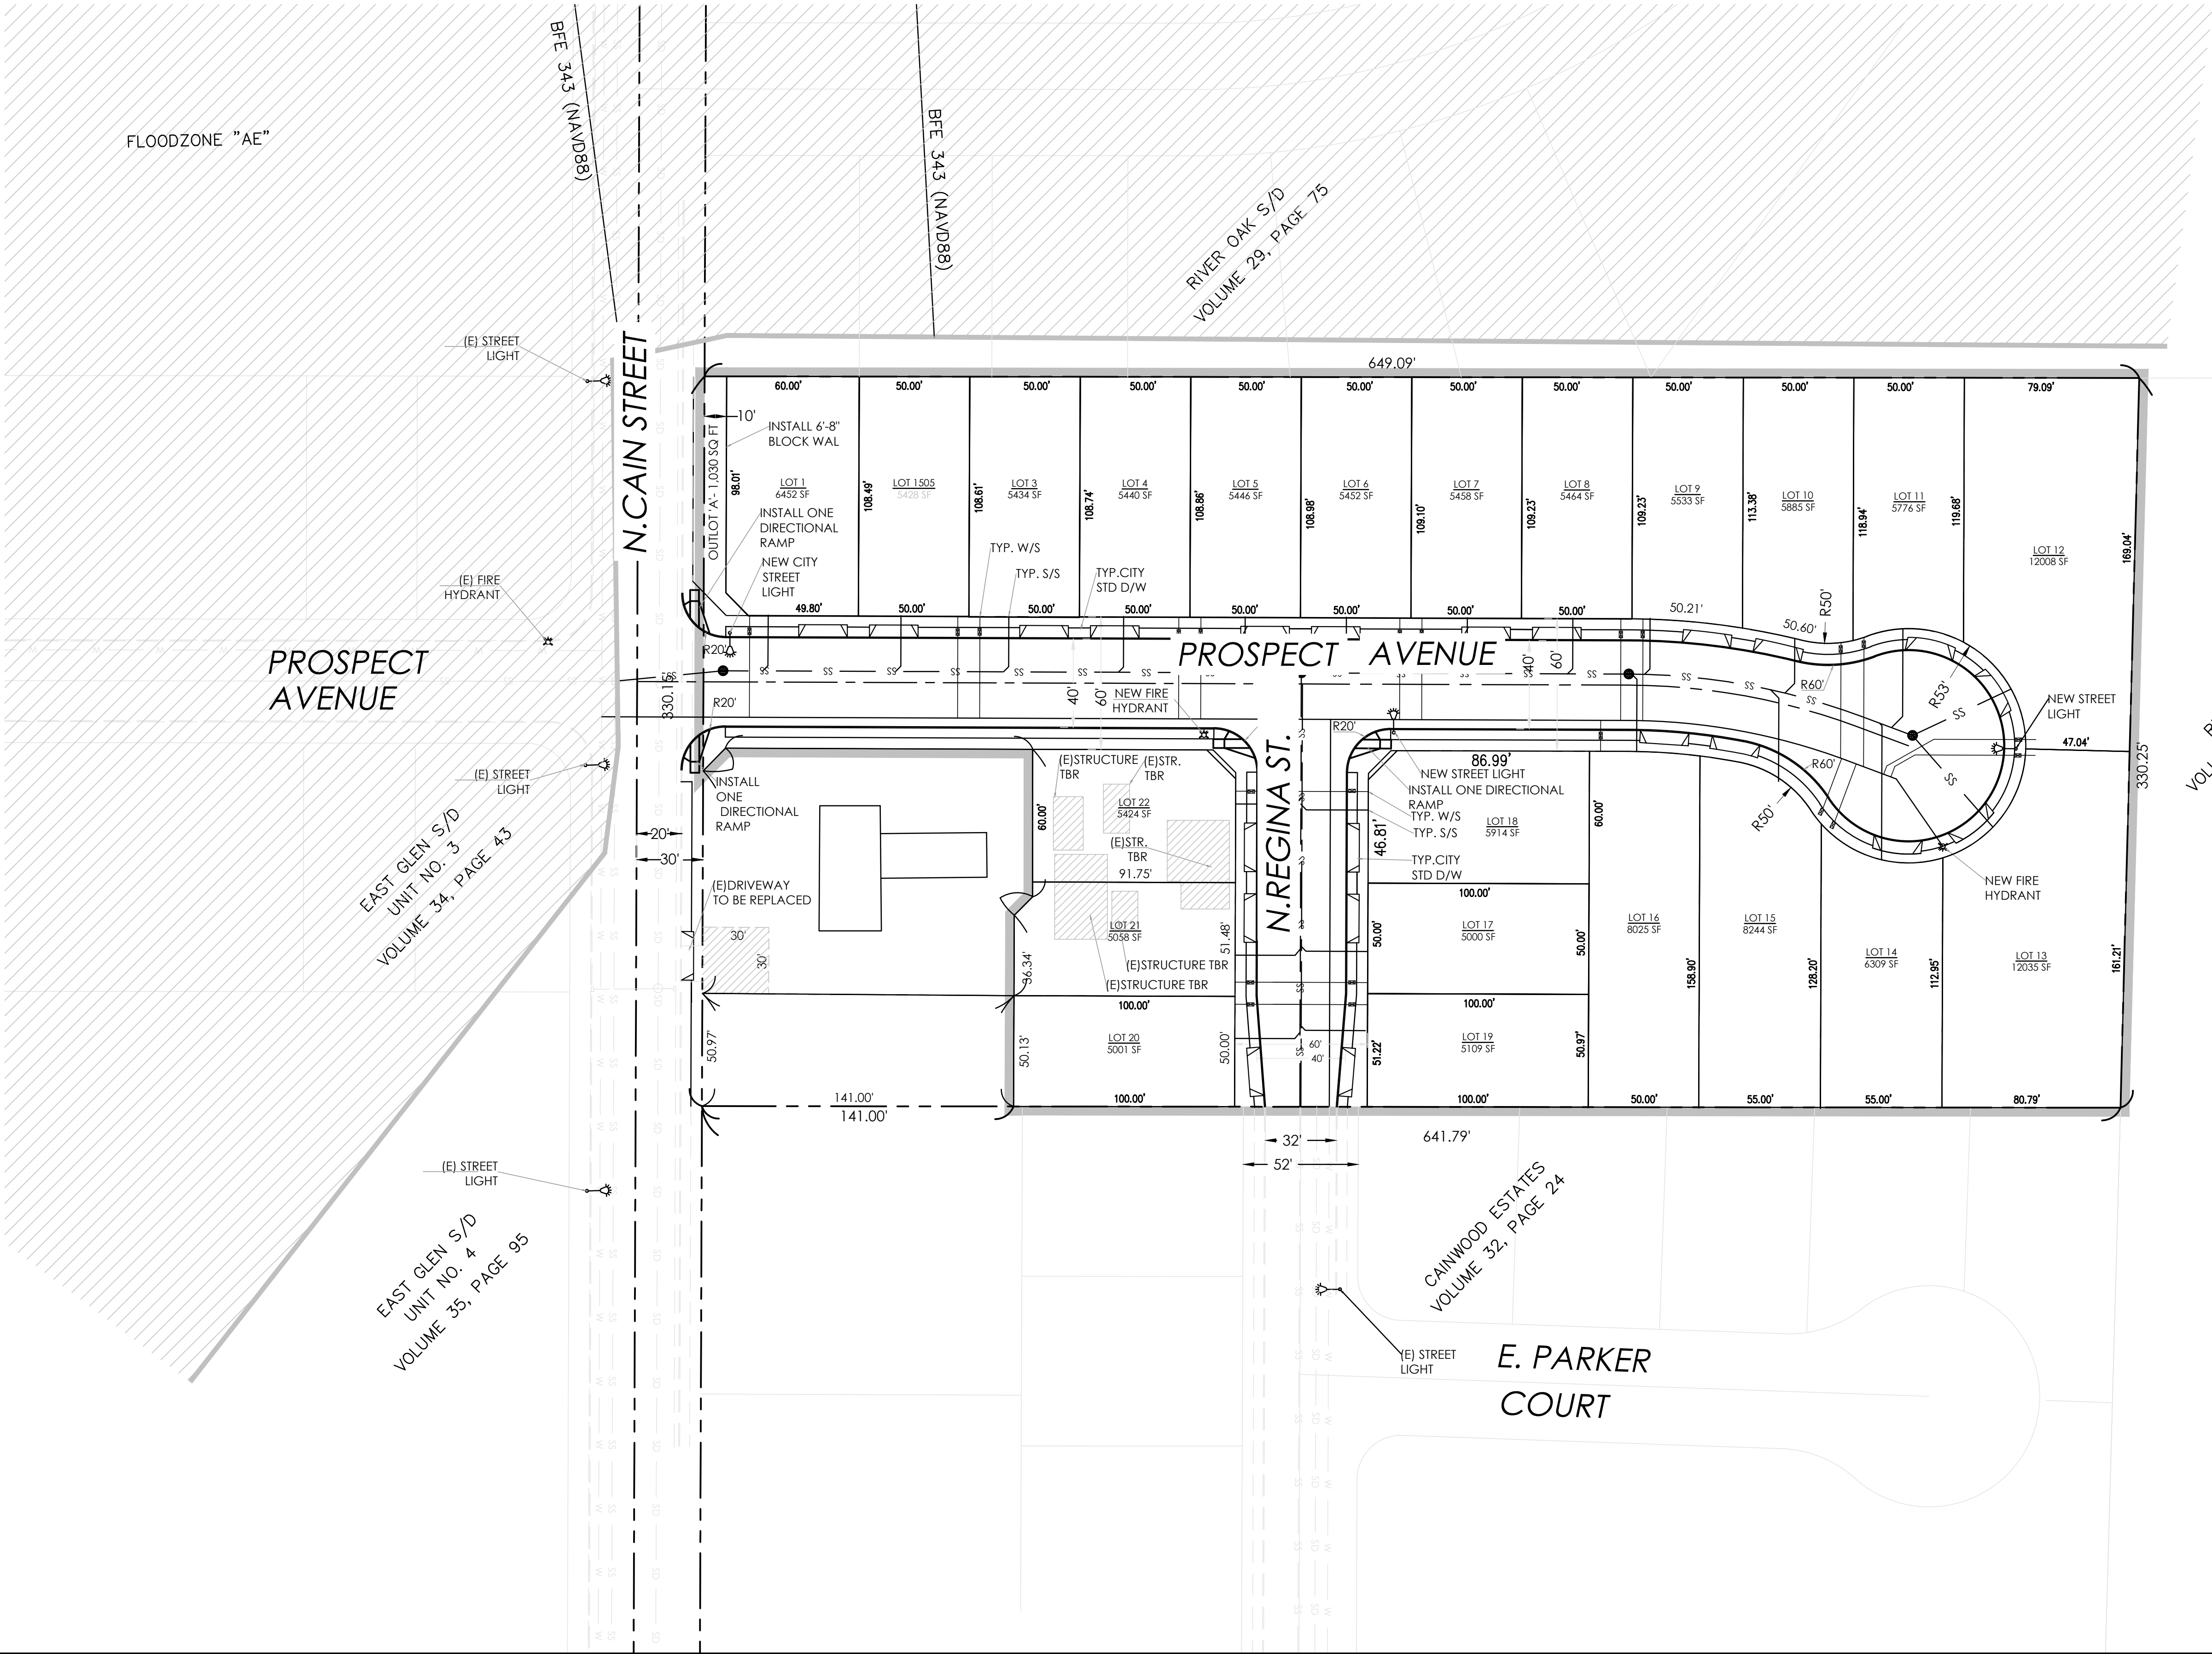 BFE 343 (NAVD88)
BFE 343 (NAVD88)
FLOODZONE "AE"
RIVER OAK S/D
VOLUME 29, PAGE 75
(E) STREET
LIGHT
N.CAIN STREET
649.09'
60.00'
50.00'
50.00'
50.00'
50.00'
50.00'
50.00'
50.00'
50.00'
50.00'
50.00'
79.09'
10'
INSTALL 6'-8"
BLOCK WAL
OUTLOT 'A'- 1,030 SQ FT
98.01'
LOT 1
6452 SF
108.49'
LOT 1505
5428 SF
108.61'
LOT 3
5434 SF
108.74'
LOT 4
5440 SF
108.86'
LOT 5
5446 SF
108.98'
LOT 6
5452 SF
109.10'
LOT 7
5458 SF
109.23'
LOT 8
5464 SF
109.23'
LOT 9
5533 SF
113.38'
LOT 10
5885 SF
118.94'
LOT 11
5776 SF
119.68'
LOT 12
12008 SF
169.04'
INSTALL ONE
DIRECTIONAL
RAMP
NEW CITY
STREET
LIGHT
TYP. W/S
TYP. S/S
TYP.CITY
STD D/W
(E) FIRE
HYDRANT
49.80'
50.00'
50.00'
50.00'
50.00'
50.00'
50.00'
50.00'
50.21'
50.60'
R50'
PROSPECT
AVENUE
R20'
330.15'
R20'
SS
SS
SS
SS
SS
SS
SS
PROSPECT AVENUE
SS
SS
SS
SS
SS
SS
SS
SS
40'
60'
40'
60'
R60'
R53'
NEW STREET
LIGHT
47.04'
330.25'
NEW FIRE
HYDRANT
R20'
(E) STREET
LIGHT
INSTALL
ONE
DIRECTIONAL
RAMP
20'
30'
(E)STRUCTURE
TBR
(E)STR.
TBR
60.00'
LOT 22
5424 SF
(E)STR.
TBR
91.75'
N.REGINA ST.
86.99'
NEW STREET LIGHT
INSTALL ONE DIRECTIONAL
RAMP
TYP. W/S
TYP. S/S
LOT 18
5914 SF
46.81'
60.00'
TYP.CITY
STD D/W
R60'
R50'
NEW FIRE
HYDRANT
EAST GLEN S/D
UNIT NO. 3
VOLUME 34, PAGE 43
(E)DRIVEWAY
TO BE REPLACED
30'
30'
LOT 21
5058 SF
36.34'
51.48'
(E)STRUCTURE TBR
(E)STRUCTURE TBR
100.00'
50.00'
100.00'
LOT 17
5000 SF
50.00'
LOT 16
8025 SF
158.90'
LOT 15
8244 SF
128.20'
LOT 14
6309 SF
112.95'
LOT 13
12035 SF
161.21'
50.97'
50.13'
LOT 20
5001 SF
50.00'
60'
40'
51.22'
100.00'
LOT 19
5109 SF
50.97'
141.00'
141.00'
100.00'
100.00'
50.00'
55.00'
55.00'
80.79'
32'
52'
641.79'
(E) STREET
LIGHT
EAST GLEN S/D
UNIT NO. 4
VOLUME 35, PAGE 95
CAINWOOD ESTATES
VOLUME 32, PAGE 24
(E) STREET
LIGHT
E. PARKER
COURT